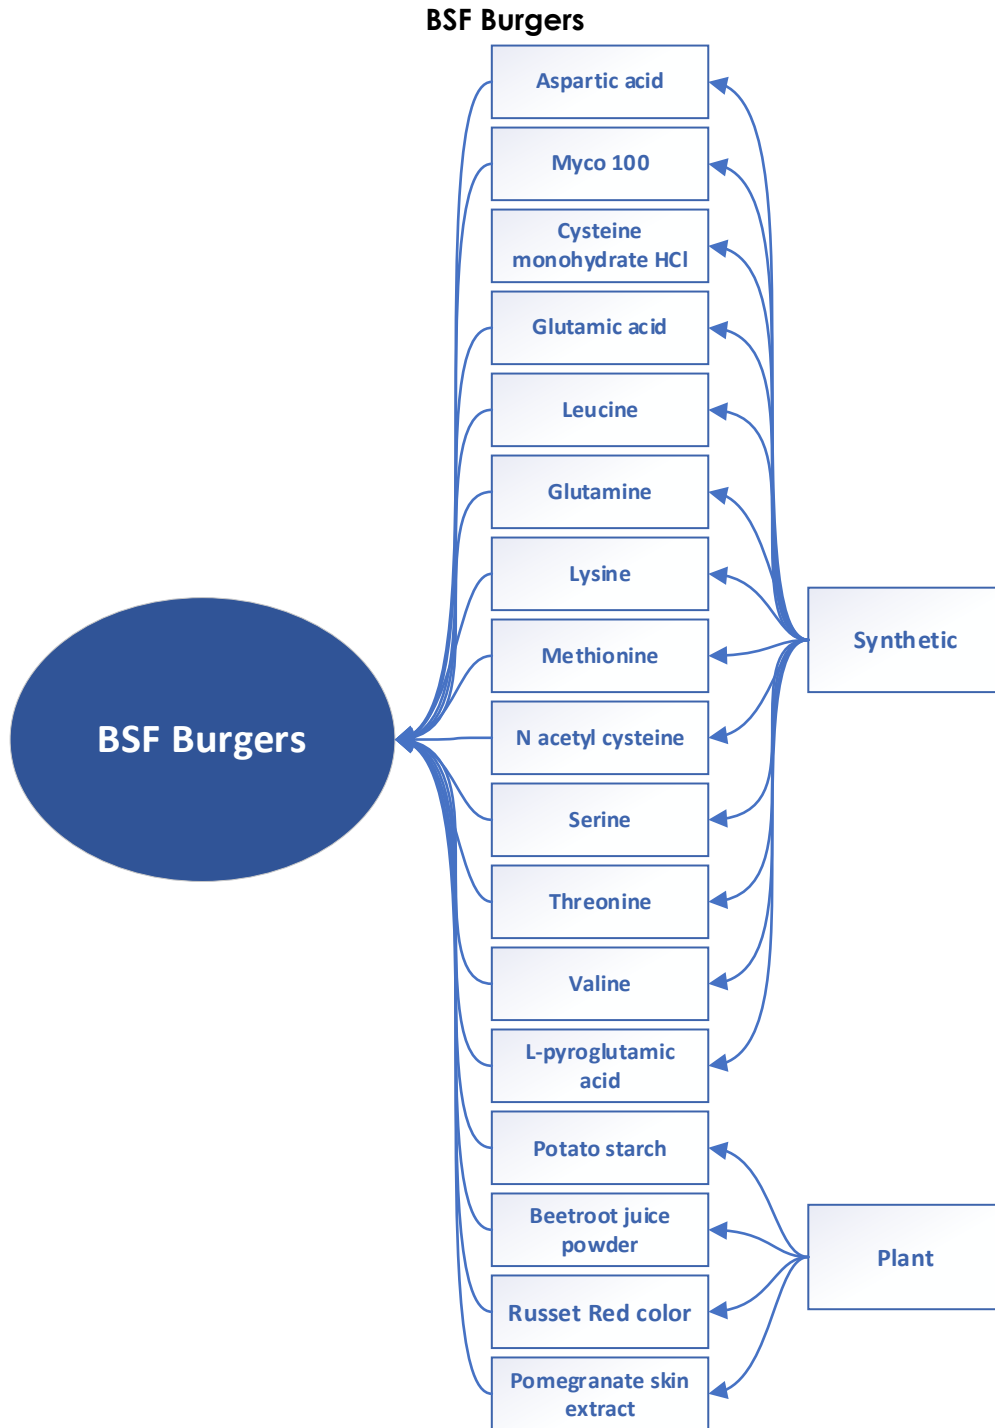 BSF Burgers
Aspartic acid
Myco 100
Cysteine
monohydrate HCl
Glutamic acid
Leucine
Glutamine
Lysine
Synthetic
Methionine
BSF Burgers
N acetyl cysteine
Serine
Threonine
Valine
L-pyroglutamic
acid
Potato starch
Beetroot juice
powder
Plant
Russet Red color
Pomegranate skin
extract